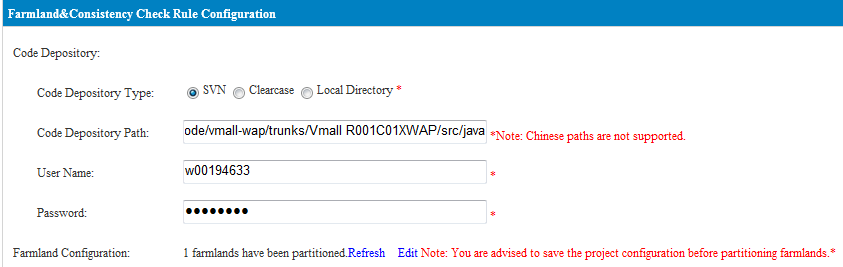 Farmland&Consistency Check Rule Configuration
Code Depository:
Code Depository Type: SVN Clearcase Local Directory *
Code Depository Path: ode/vmall-wap/trunks/Vmall R001C01XWAP/src/java *Note: Chinese paths are not supported.
User Name: w00194633 *
Password: ●●●●●●●● *
Farmland Configuration: 1 farmlands have been partitioned.Refresh Edit Note: You are advised to save the project configuration before partitioning farmlands.*